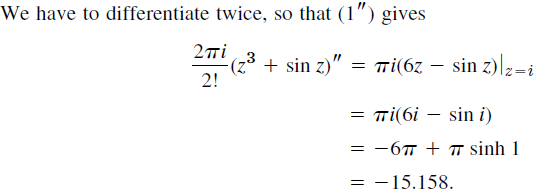 We have to differentiate twice, so that (1″) gives
2πi/2! (z³ + sin z)″ = πi(6z − sin z)|z=i
= πi(6i − sin i)
= −6π + π sinh 1
= −15.158.